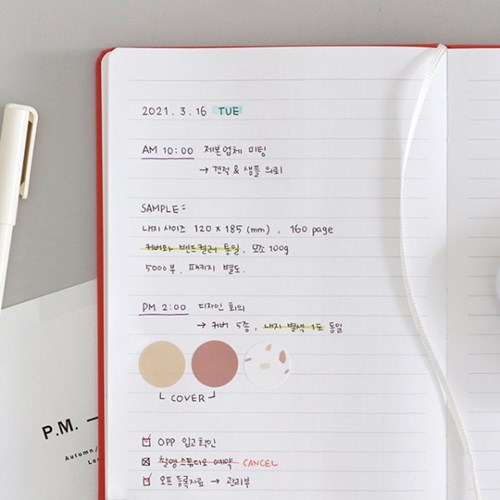 2021. 3. 16 TUE
AM 10:00 제본업체 미팅
→ 견적 & 샘플 의뢰
SAMPLE:
내지 사이즈 120 x 185 (mm), 160 page
커버와 밴드컬러 통일, 모조 100g
5000부, 패키지 별도.
PM 2:00 디자인 회의
→ 커버 5종, 내지 별색 1도 동일
COVER
OPP 입고확인
촬영스튜디오 예약 CANCEL
오프 등록자료 → 관리부
P.M. —
Autumn/
Lo